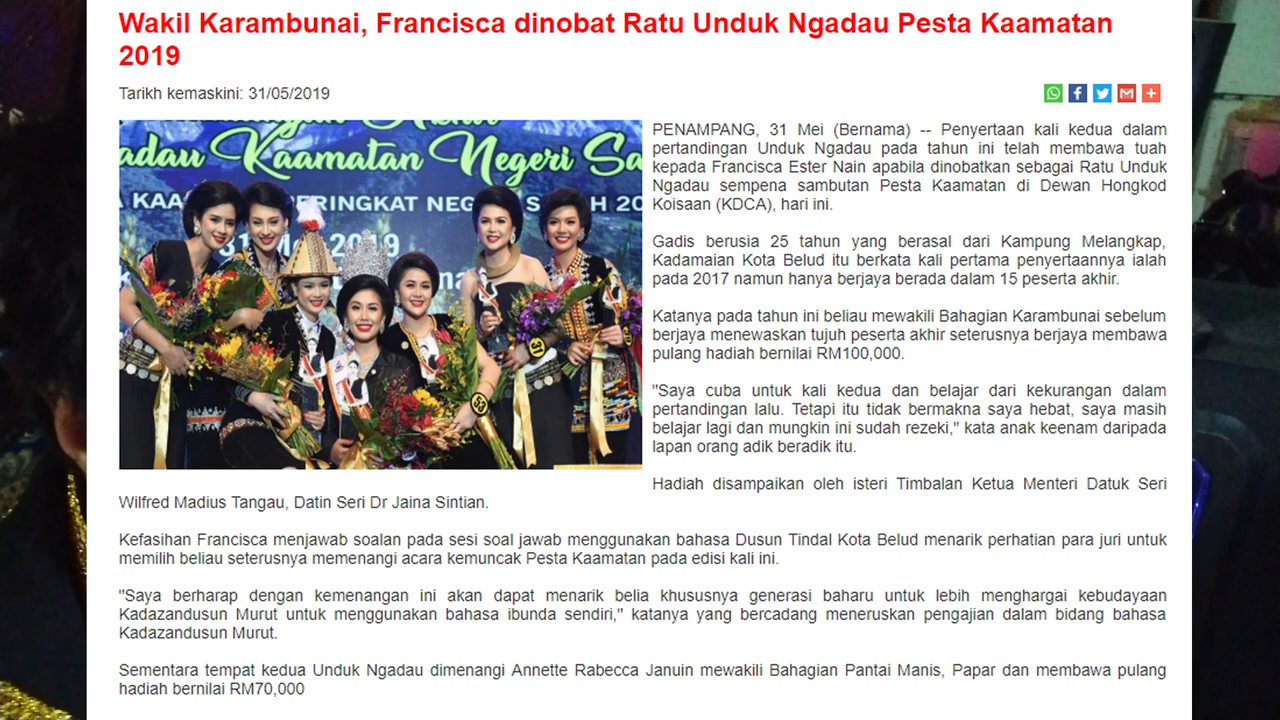 Wakil Karambunai, Francisca dinobat Ratu Unduk Ngadau Pesta Kaamatan
2019
Tarikh kemaskini: 31/05/2019
adau Kaamatan Negeri Sa
31
2019
33
53
PENAMPANG, 31 Mei (Bernama) -- Penyertaan kali kedua dalam
pertandingan Unduk Ngadau pada tahun ini telah membawa tuah
kepada Francisca Ester Nain apabila dinobatkan sebagai Ratu Unduk
Ngadau sempena sambutan Pesta Kaamatan di Dewan Hongkod
Koisaan (KDCA), hari ini.
Gadis berusia 25 tahun yang berasal dari Kampung Melangkap,
Kadamaian Kota Belud itu berkata kali pertama penyertaannya ialah
pada 2017 namun hanya berjaya berada dalam 15 peserta akhir.
Katanya pada tahun ini beliau mewakili Bahagian Karambunai sebelum
berjaya menewaskan tujuh peserta akhir seterusnya berjaya membawa
pulang hadiah bernilai RM100,000.
"Saya cuba untuk kali kedua dan belajar dari kekurangan dalam
pertandingan lalu. Tetapi itu tidak bermakna saya hebat, saya masih
belajar lagi dan mungkin ini sudah rezeki," kata anak keenam daripada
lapan orang adik beradik itu.
Hadiah disampaikan oleh isteri Timbalan Ketua Menteri Datuk Seri
Wilfred Madius Tangau, Datin Seri Dr Jaina Sintian.
Kefasihan Francisca menjawab soalan pada sesi soal jawab menggunakan bahasa Dusun Tindal Kota Belud menarik perhatian para juri untuk
memilih beliau seterusnya memenangi acara kemuncak Pesta Kaamatan pada edisi kali ini.
"Saya berharap dengan kemenangan ini akan dapat menarik belia khususnya generasi baharu untuk lebih menghargai kebudayaan
Kadazandusun Murut untuk menggunakan bahasa ibunda sendiri," katanya yang bercadang meneruskan pengajian dalam bidang bahasa
Kadazandusun Murut.
Sementara tempat kedua Unduk Ngadau dimenangi Annette Rabecca Januin mewakili Bahagian Pantai Manis, Papar dan membawa pulang
hadiah bernilai RM70,000